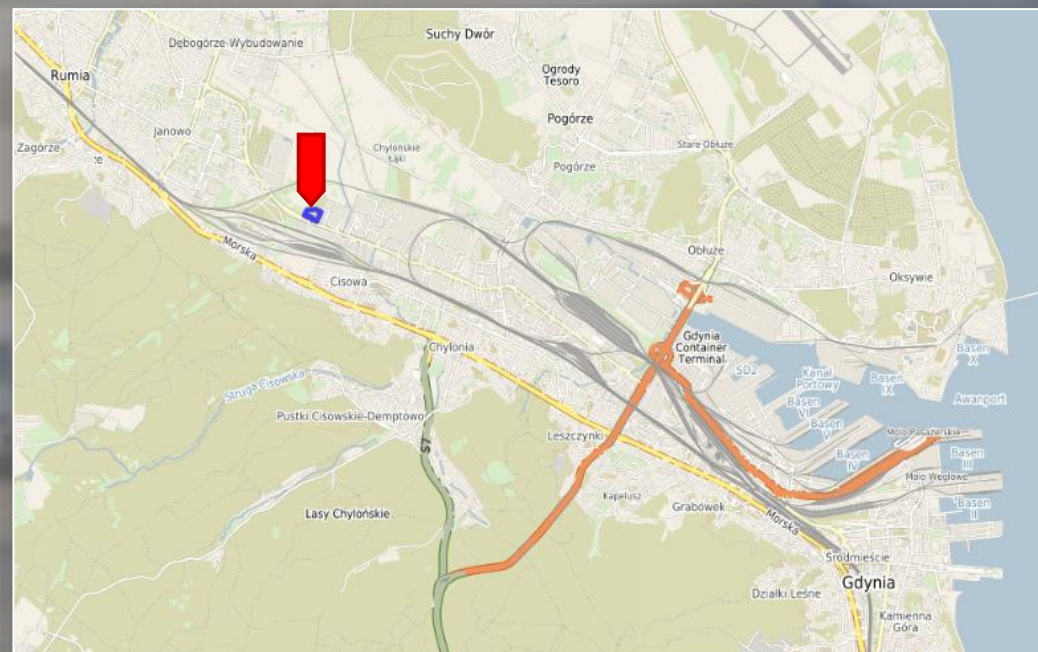 Suchy Dwór
Dębogórze-Wybudowanie
Ogrody
Tesoro
Rumia
Pogórze
Janowo
Chylońskie
Łąki
Stare Obłuże
Zagórze
Pogórze
Morska
Obłuże
Cisowa
Oksywie
Gdynia
Container
Terminal
Chylonia
SD2
Kanał
Portowy
Basen
X
Basen
IX
Struga Cisowska
Basen
VI
Basen
V
Awanport
Pustki Cisowskie-Demptowo
Leszczynki
Molo Pasażerskie
S7
Basen
IV
Basen
III
Molo Węglowe
Kapelusz
Basen
I
Lasy Chylońskie
Grabówek
Morska
Śródmieście
Gdynia
Działki Leśne
Kamienna
Góra